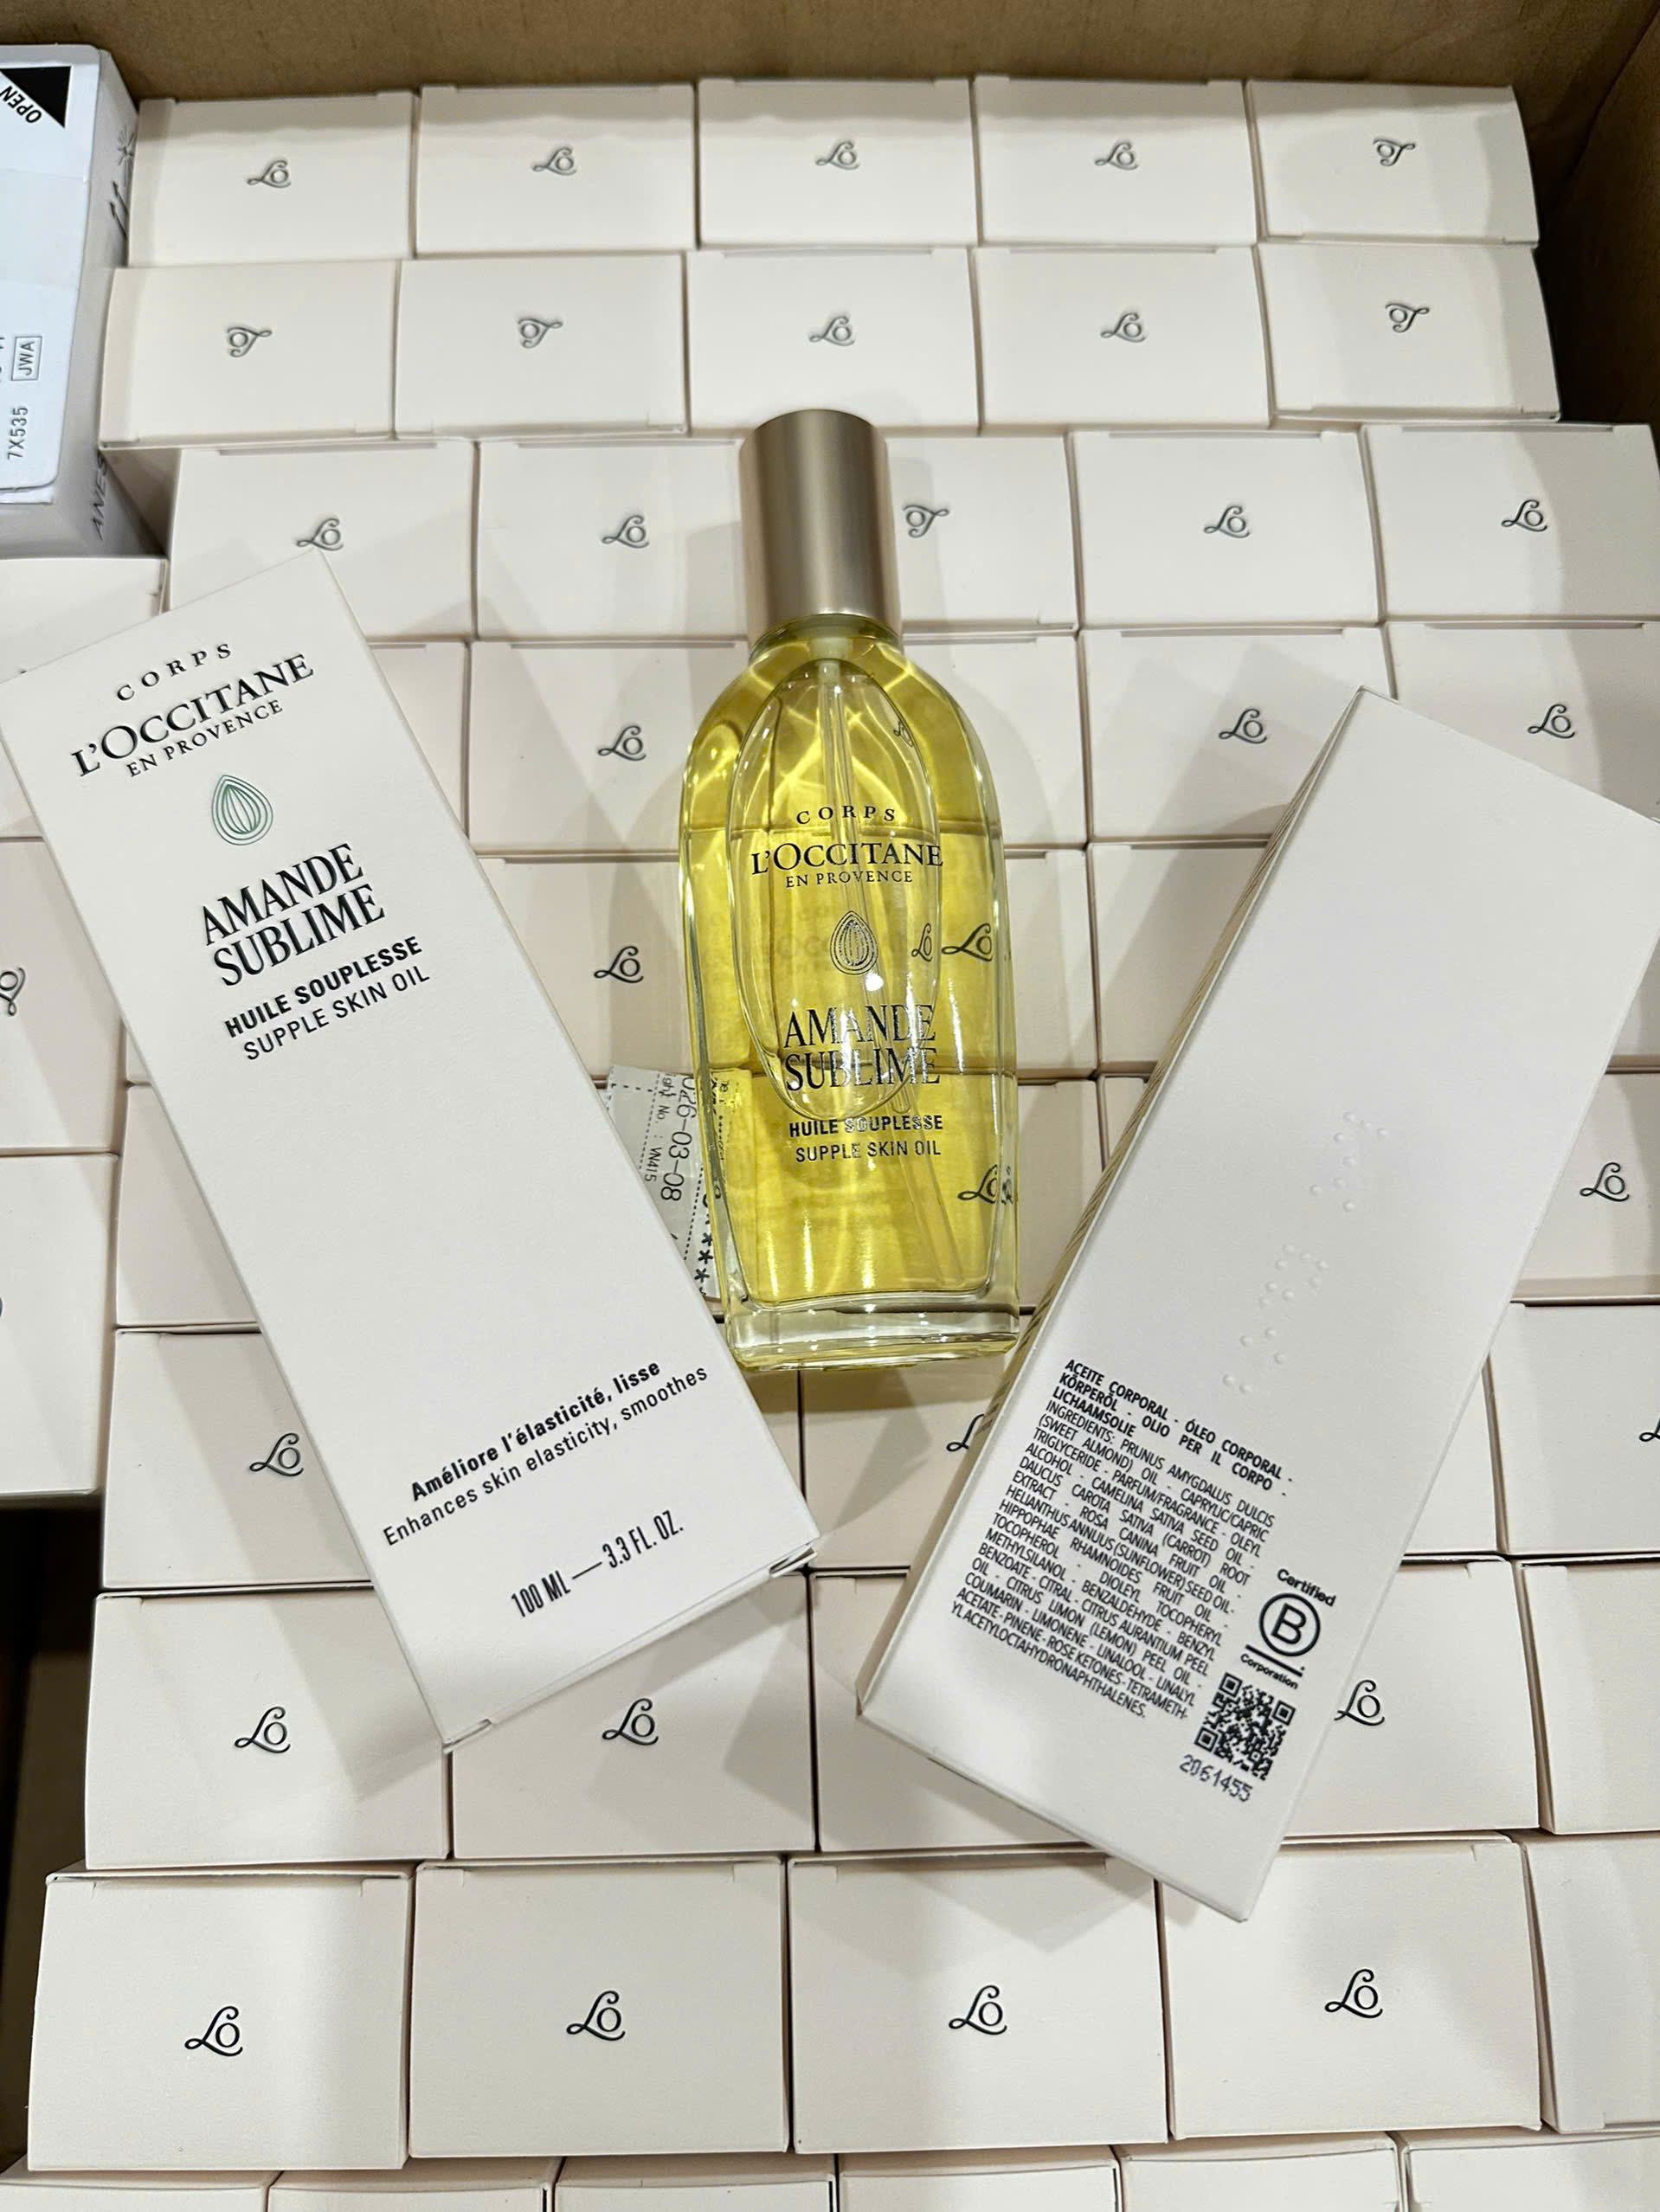 OPEN
JWA
7X535
CORPS
L'OCCITANE
EN PROVENCE
AMANDE
SUBLIME
HUILE SOUPLESSE
SUPPLE SKIN OIL
Améliore l'élasticité, lisse
Enhances skin elasticity, smoothes
100 ML — 3.3 FL. OZ.
CORPS
L'OCCITANE
EN PROVENCE
AMANDE
SUBLIME
HUILE SOUPLESSE
SUPPLE SKIN OIL
026-03-08
No. : VN415
ACEITE CORPORAL - ÓLEO CORPORAL -
KÖRPERÖL - OLIO PER IL CORPO -
LICHAAMSOLIE
INGREDIENTS: PRUNUS AMYGDALUS DULCIS
(SWEET ALMOND) OIL - CAPRYLIC/CAPRIC
TRIGLYCERIDE - PARFUM/FRAGRANCE - OLEYL
ALCOHOL - CAMELINA SATIVA SEED OIL -
DAUCUS CAROTA SATIVA (CARROT) ROOT
EXTRACT - ROSA CANINA FRUIT OIL -
HELIANTHUS ANNUUS (SUNFLOWER) SEED OIL -
HIPPOPHAE RHAMNOIDES FRUIT OIL -
TOCOPHEROL - DIOLEYL TOCOPHERYL
METHYLSILANOL - BENZALDEHYDE - BENZYL
BENZOATE - CITRAL - CITRUS AURANTIUM PEEL
OIL - CITRUS LIMON (LEMON) PEEL OIL -
COUMARIN - LIMONENE - LINALOOL - LINALYL
ACETATE - PINENE - ROSE KETONES - TETRAMETH-
YL ACETYLOCTAHYDRONAPHTHALENES.
Certified
B
Corporation
2061455